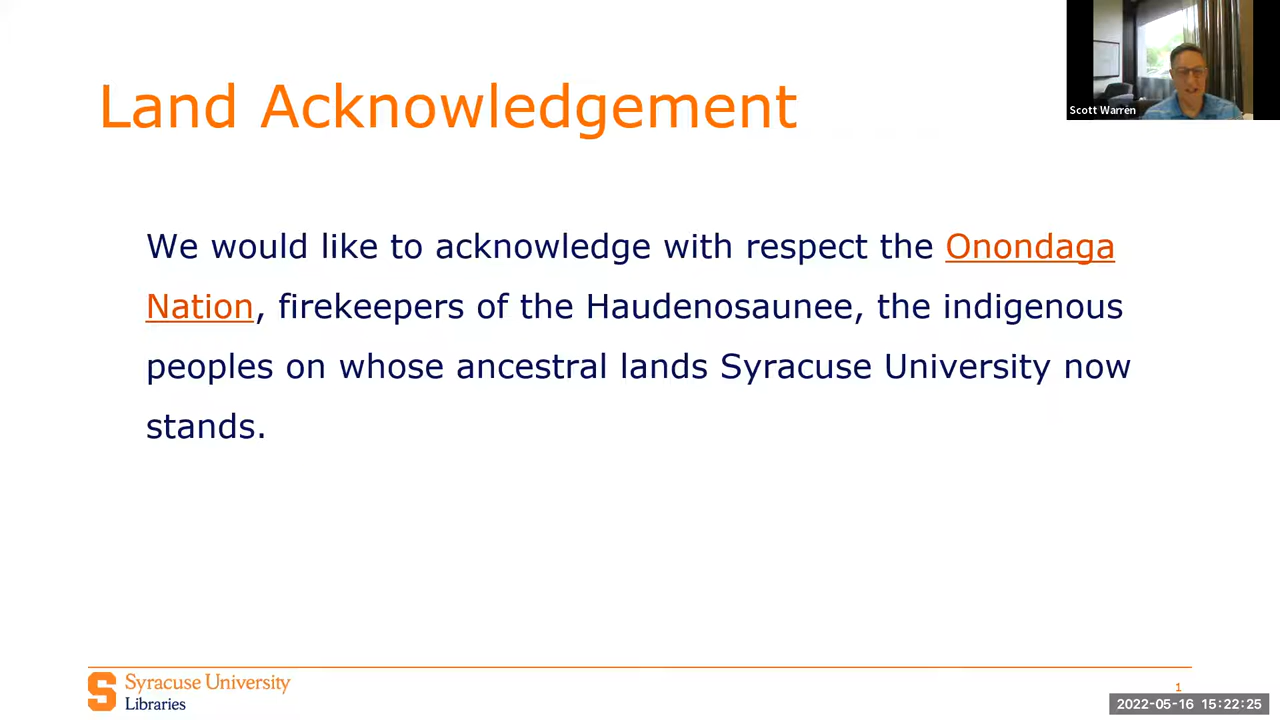 Land Acknowledgement
Scott Warren
We would like to acknowledge with respect the Onondaga
Nation, firekeepers of the Haudenosaunee, the indigenous
peoples on whose ancestral lands Syracuse University now
stands.
S Syracuse University
Libraries
1
2022-05-16 15:22:25